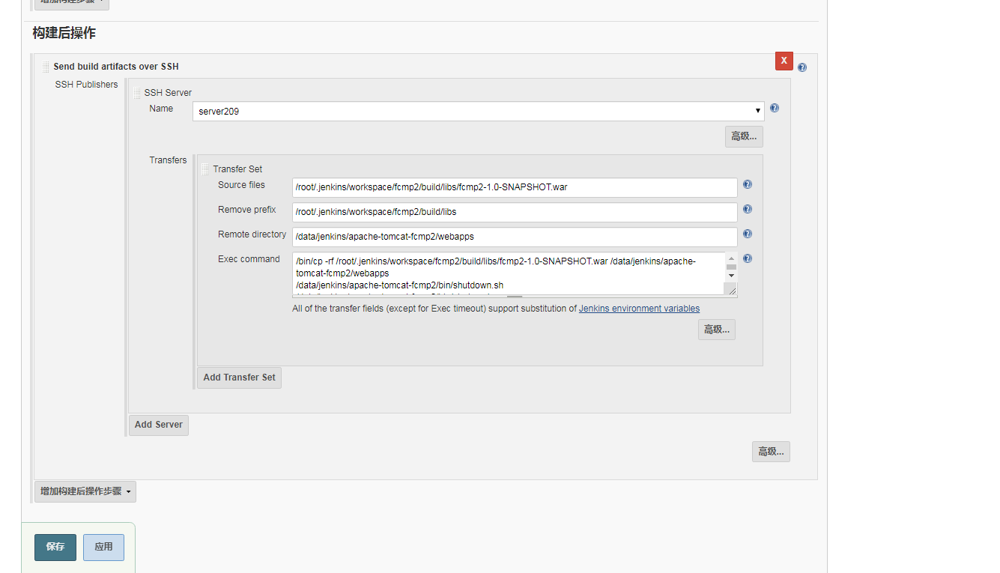 增加构建步骤
构建后操作
Send build artifacts over SSH
X
SSH Publishers
SSH Server
Name
server209
高级...
Transfers
Transfer Set
Source files
/root/.jenkins/workspace/fcmp2/build/libs/fcmp2-1.0-SNAPSHOT.war
Remove prefix
/root/.jenkins/workspace/fcmp2/build/libs
Remote directory
/data/jenkins/apache-tomcat-fcmp2/webapps
Exec command
/bin/cp -rf /root/.jenkins/workspace/fcmp2/build/libs/fcmp2-1.0-SNAPSHOT.war /data/jenkins/apache-
tomcat-fcmp2/webapps
/data/jenkins/apache-tomcat-fcmp2/bin/shutdown.sh
All of the transfer fields (except for Exec timeout) support substitution of Jenkins environment variables
高级...
Add Transfer Set
Add Server
高级...
增加构建后操作步骤
保存
应用